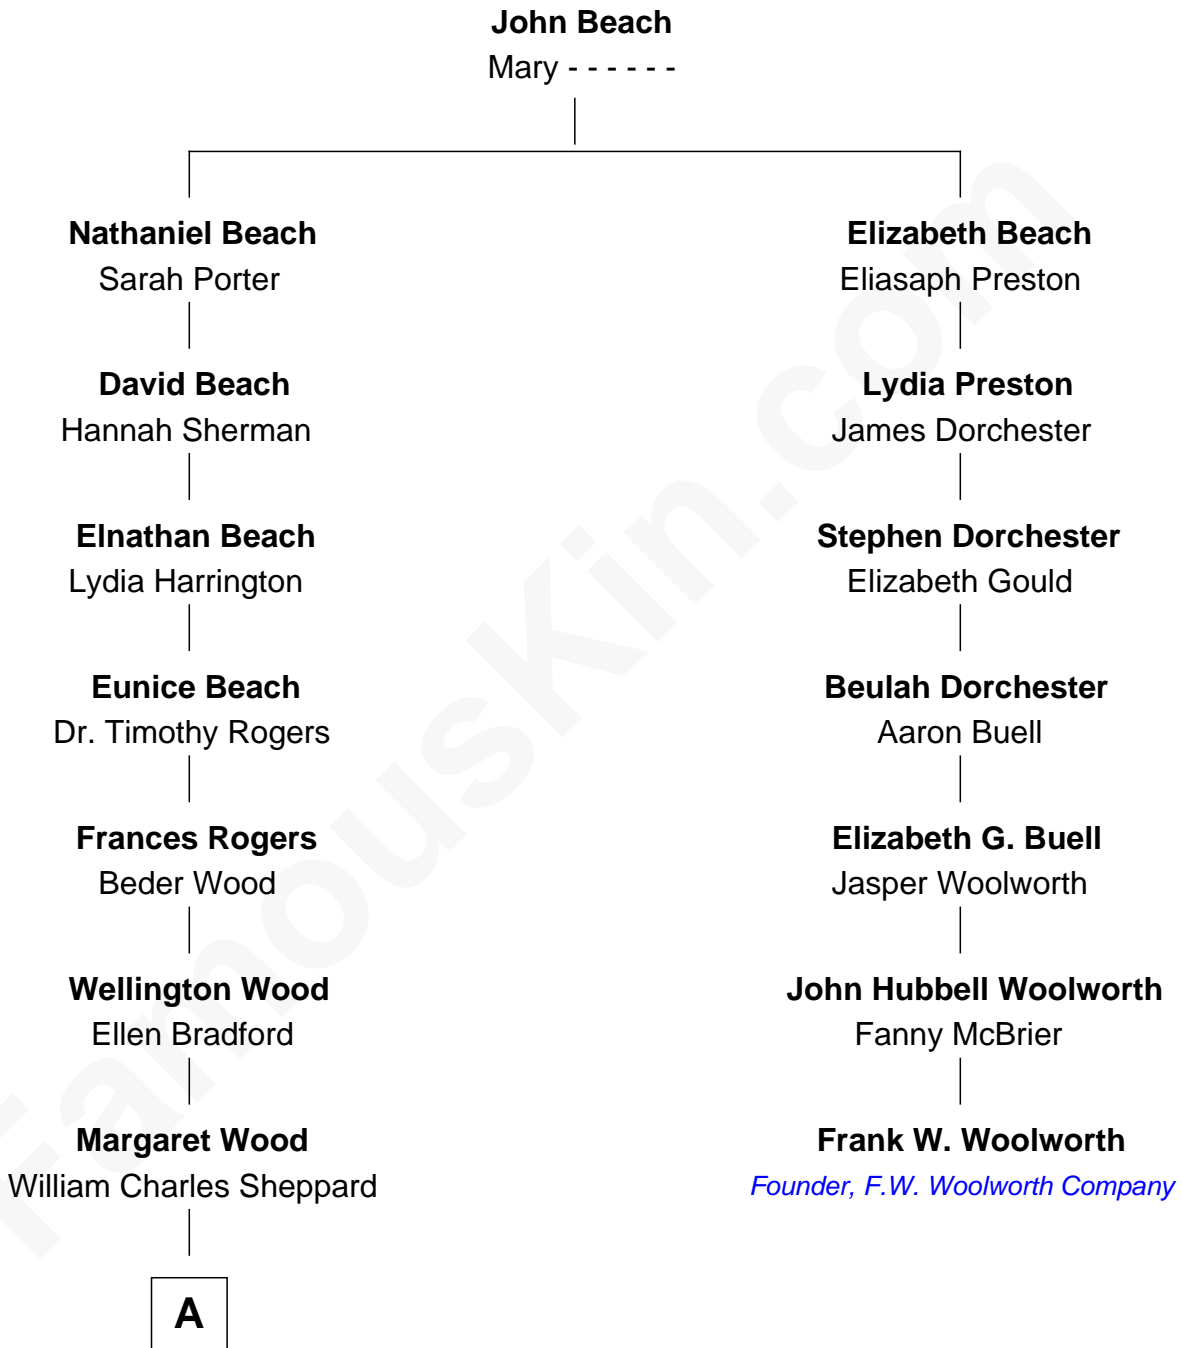 John Beach
Mary - - - - - -
Nathaniel Beach
Sarah Porter
Elizabeth Beach
Eliasaph Preston
David Beach
Hannah Sherman
Lydia Preston
James Dorchester
Elnathan Beach
Lydia Harrington
Stephen Dorchester
Elizabeth Gould
Eunice Beach
Dr. Timothy Rogers
Beulah Dorchester
Aaron Buell
Frances Rogers
Beder Wood
Elizabeth G. Buell
Jasper Woolworth
Wellington Wood
Ellen Bradford
John Hubbell Woolworth
Fanny McBrier
Margaret Wood
William Charles Sheppard
Frank W. Woolworth
Founder, F.W. Woolworth Company
A
FamousKin.com